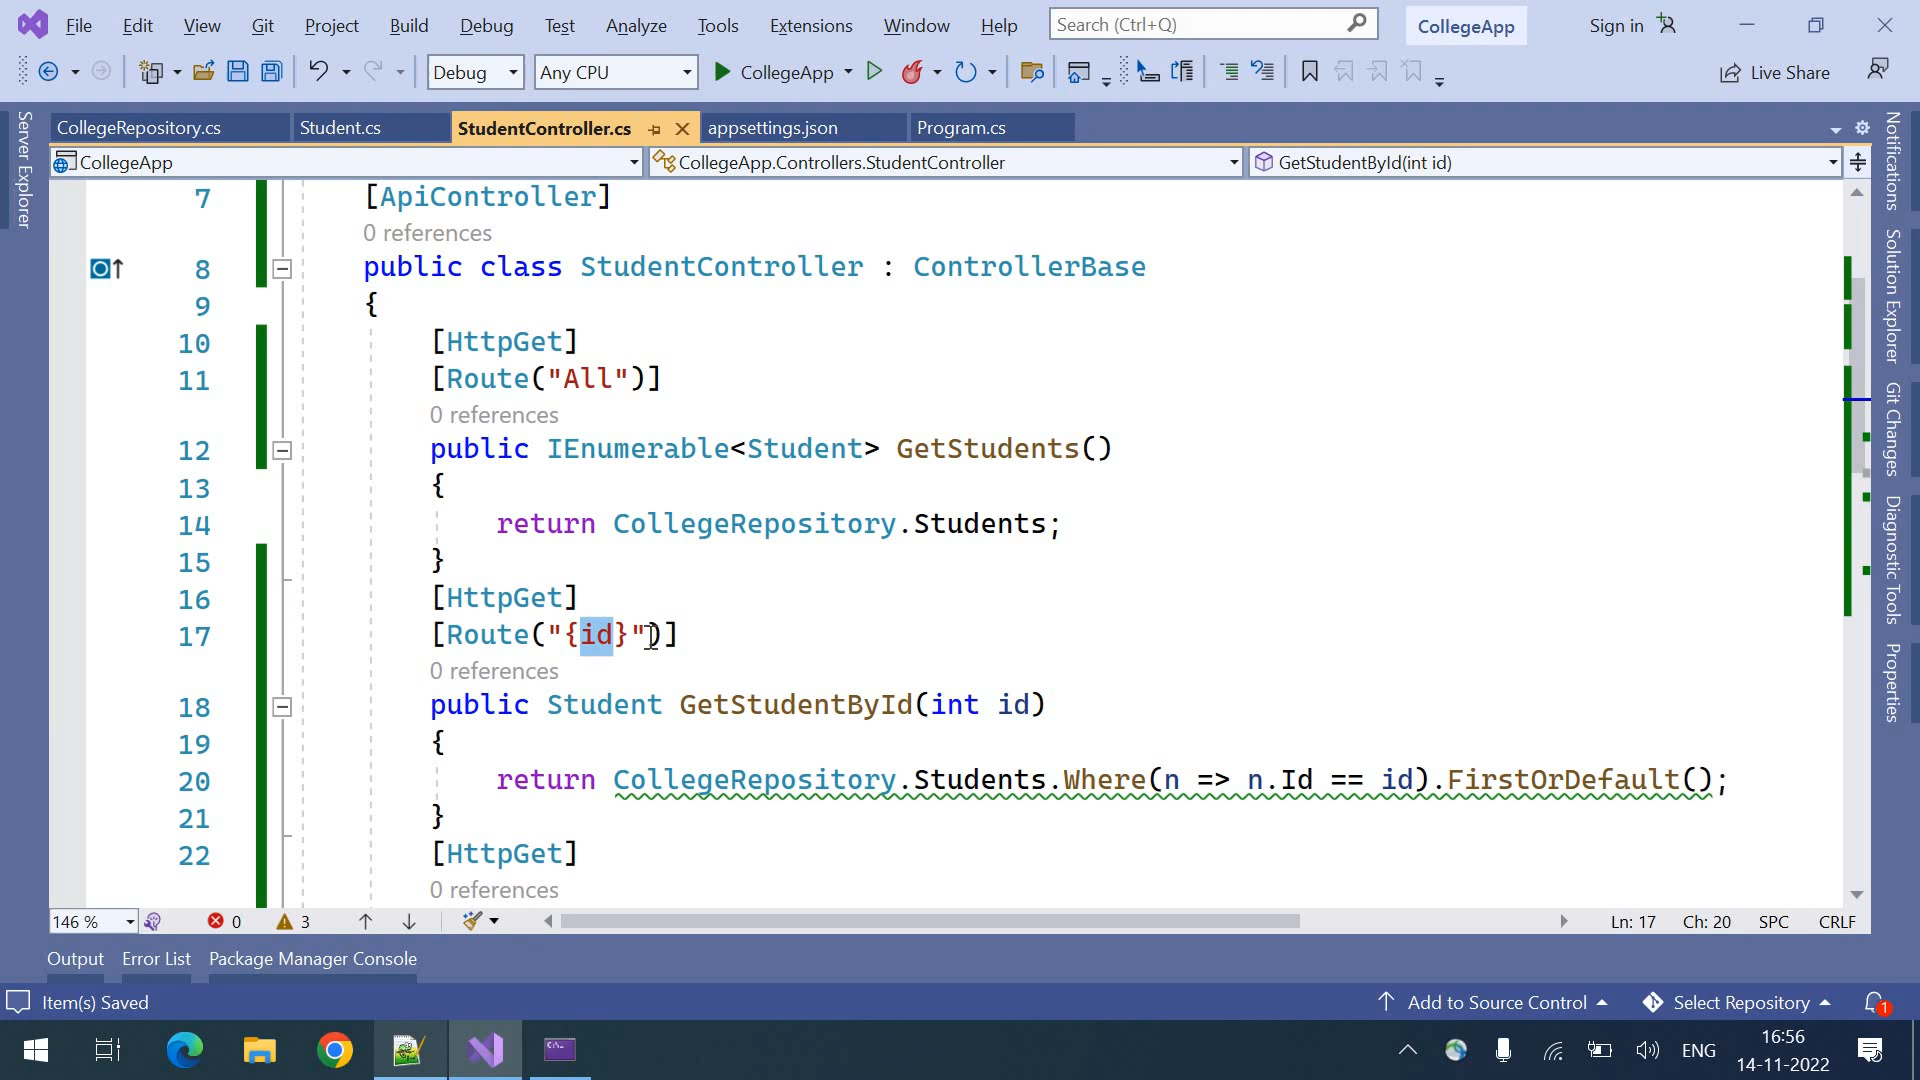 File Edit View Git Project Build Debug Test Analyze Tools Extensions Window Help Search (Ctrl+Q) CollegeApp Sign in
Debug Any CPU CollegeApp Live Share
CollegeRepository.cs Student.cs StudentController.cs appsettings.json Program.cs
CollegeApp CollegeApp.Controllers.StudentController GetStudentById(int id)
Server Explorer
7 [ApiController]
0 references
8 public class StudentController : ControllerBase
9 {
10 [HttpGet]
11 [Route("All")]
0 references
12 public IEnumerable<Student> GetStudents()
13 {
14 return CollegeRepository.Students;
15 }
16 [HttpGet]
17 [Route("{id}")]
0 references
18 public Student GetStudentById(int id)
19 {
20 return CollegeRepository.Students.Where(n => n.Id == id).FirstOrDefault();
21 }
22 [HttpGet]
0 references
Notifications
Solution Explorer
Git Changes
Diagnostic Tools
Properties
146 % 0 3 Ln: 17 Ch: 20 SPC CRLF
Output Error List Package Manager Console
Item(s) Saved Add to Source Control Select Repository 1
ENG 16:56
14-11-2022